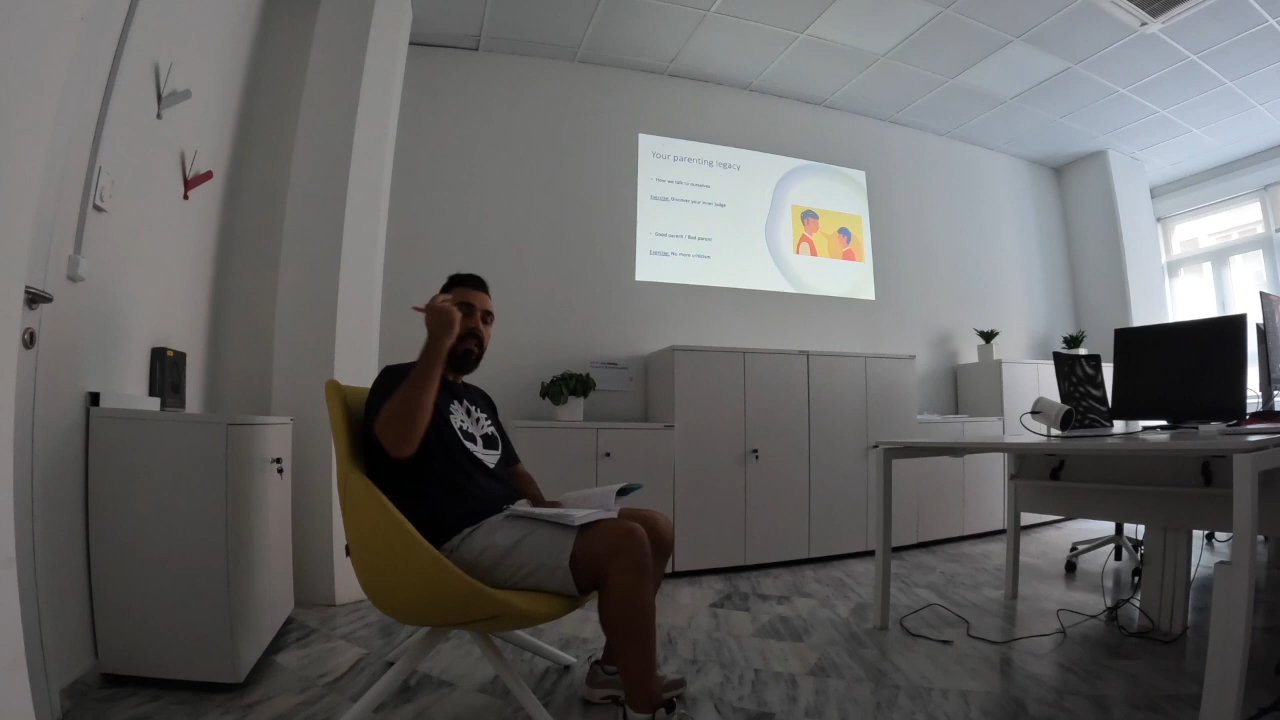 Your parenting legacy
• How we talk to ourselves
Exercise: Discover your inner judge
• Good parent / Bad parent
Exercise: No more criticism